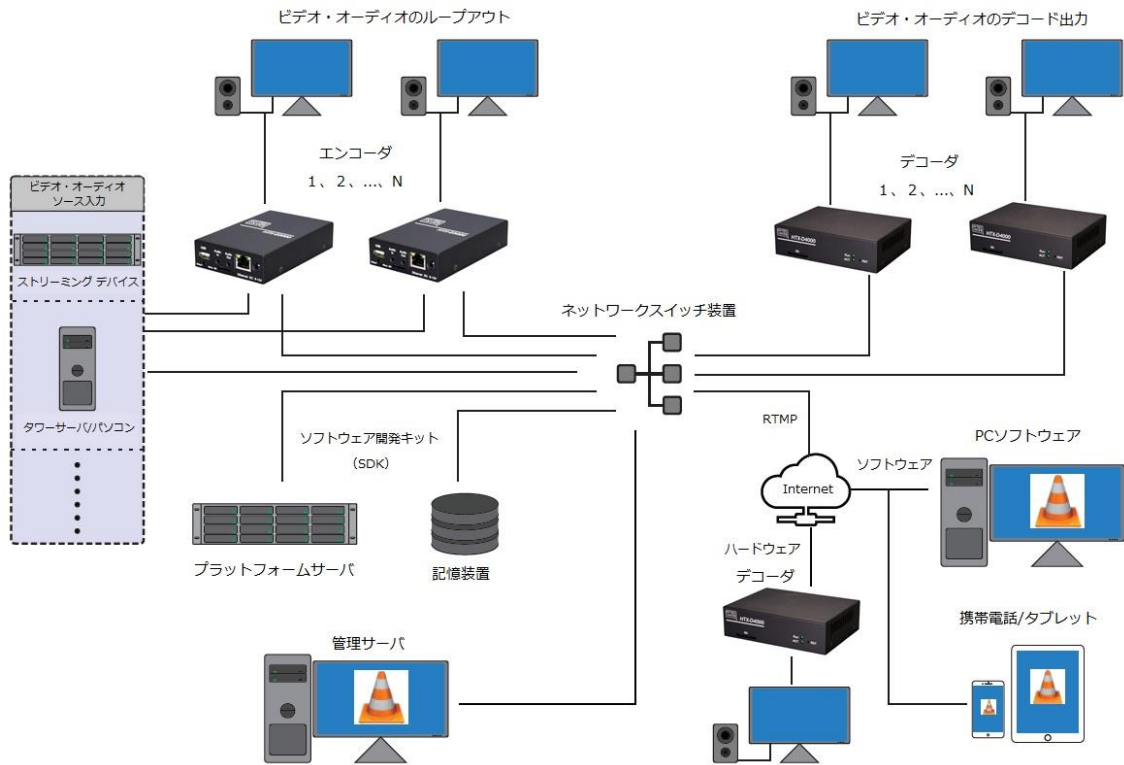 ビデオ・オーディオのループアウト
ビデオ・オーディオのデコード出力
エンコーダ
1、2、...、N
デコーダ
1、2、...、N
ビデオ・オーディオ
ソース入力
ストリーミング デバイス
タワーサーバ/パソコン
HTX-D4000
HTX-D4000
ネットワークスイッチ装置
ソフトウェア開発キット
(SDK)
RTMP
Internet
ソフトウェア
PCソフトウェア
プラットフォームサーバ
記憶装置
ハードウェア
デコーダ
HTX-D4000
携帯電話/タブレット
管理サーバ